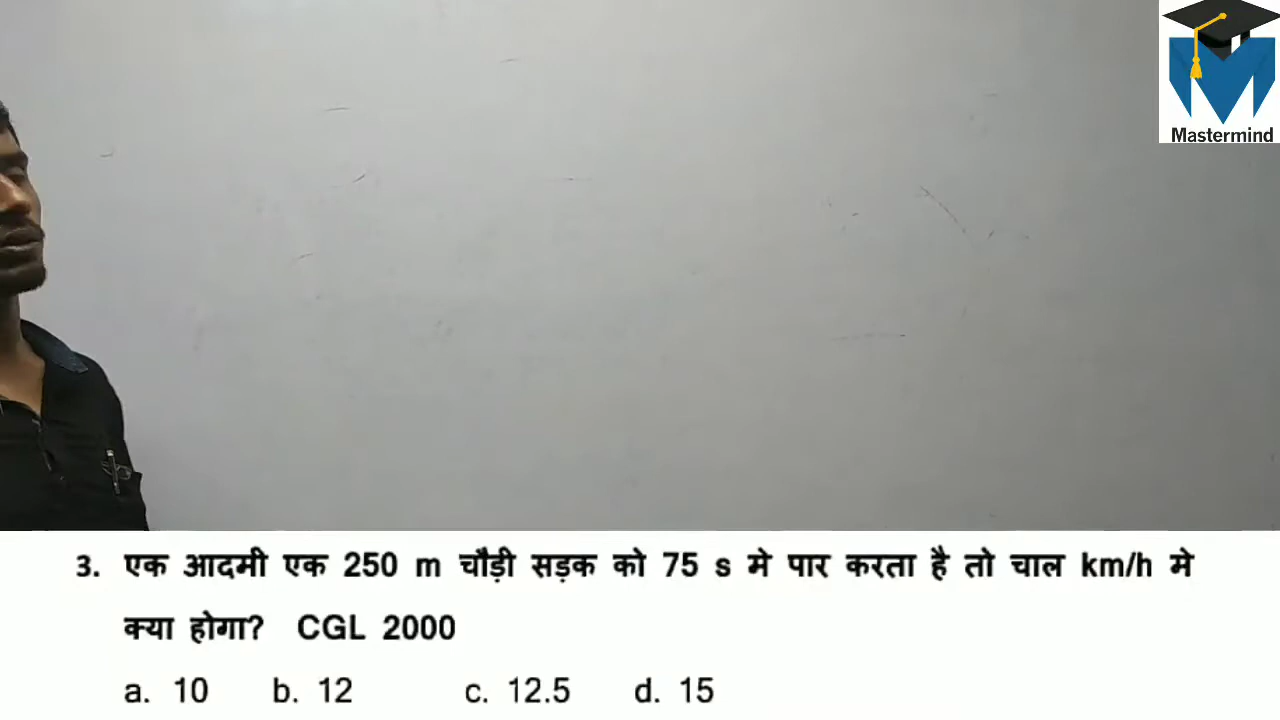 Mastermind
3. एक आदमी एक 250 m चौड़ी सड़क को 75 s मे पार करता है तो चाल km/h मे
क्या होगा? CGL 2000
a. 10 b. 12 c. 12.5 d. 15